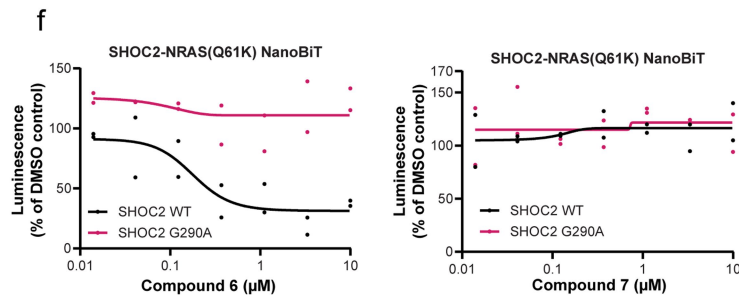 f
SHOC2-NRAS(Q61K) NanoBiT
Luminescence
(% of DMSO control)
150
100
50
0
SHOC2 WT
SHOC2 G290A
0.01
0.1
1
10
Compound 6 (µM)
SHOC2-NRAS(Q61K) NanoBiT
Luminescence
(% of DMSO control)
170
150
100
50
0
SHOC2 WT
SHOC2 G290A
0.01
0.1
1
10
Compound 7 (µM)